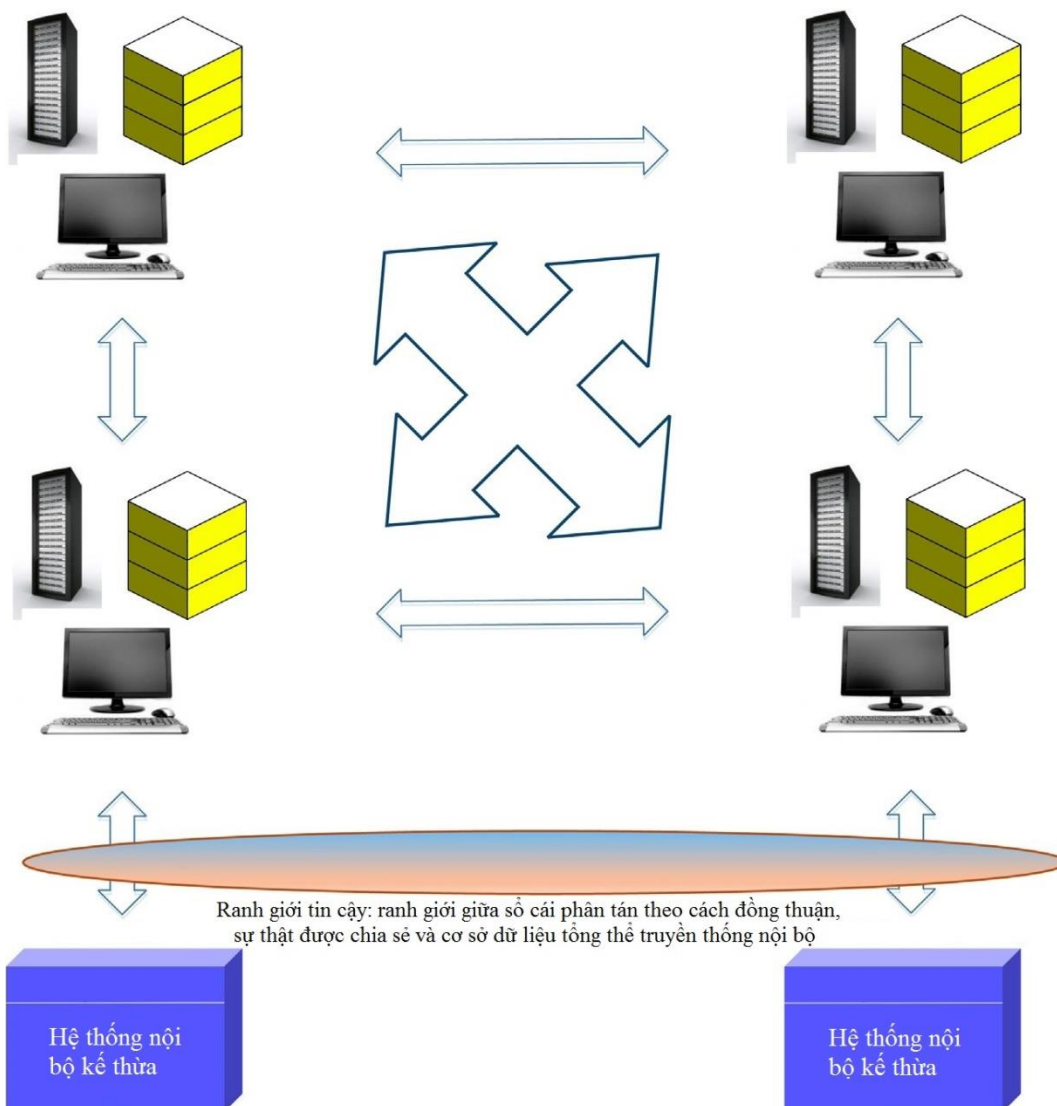 Ranh giới tin cậy: ranh giới giữa sổ cái phân tán theo cách đồng thuận,
sự thật được chia sẻ và cơ sở dữ liệu tổng thể truyền thống nội bộ
Hệ thống nội
bộ kế thừa
Hệ thống nội
bộ kế thừa